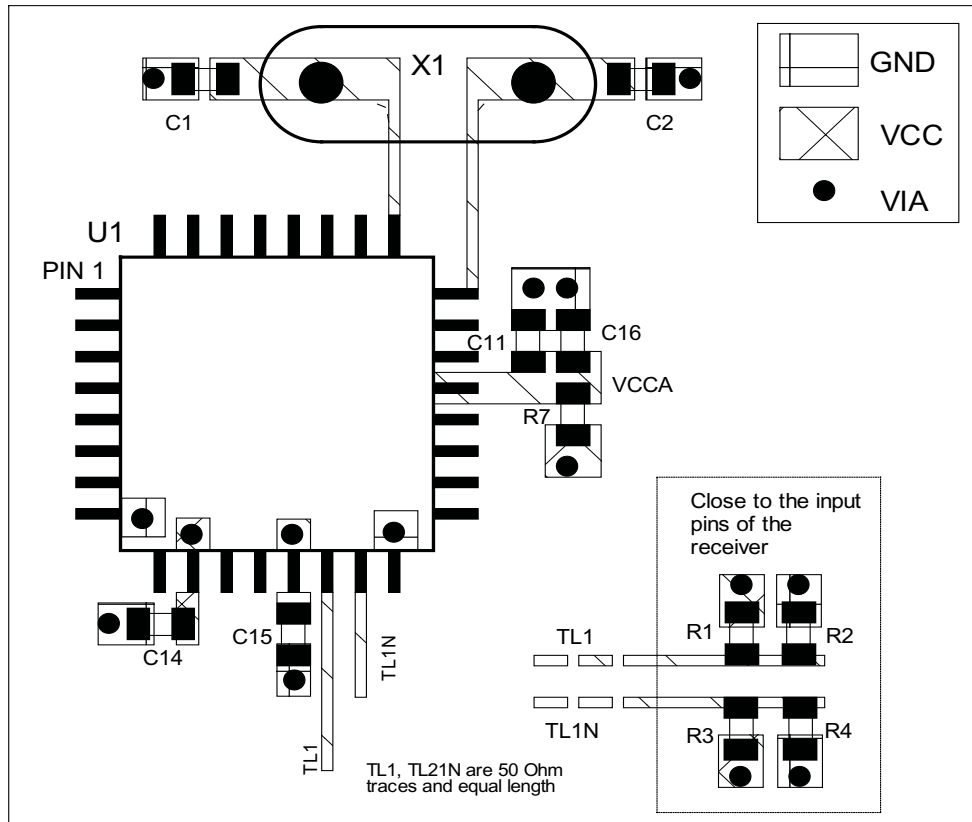 X1
GND
C1
C2
VCC
VIA
U1
PIN 1
C11
C16
VCCA
R7
Close to the input
pins of the
receiver
R1
R2
C14
C15
TL1N
TL1
TL1
TL1N
R3
R4
TL1, TL21N are 50 Ohm
traces and equal length